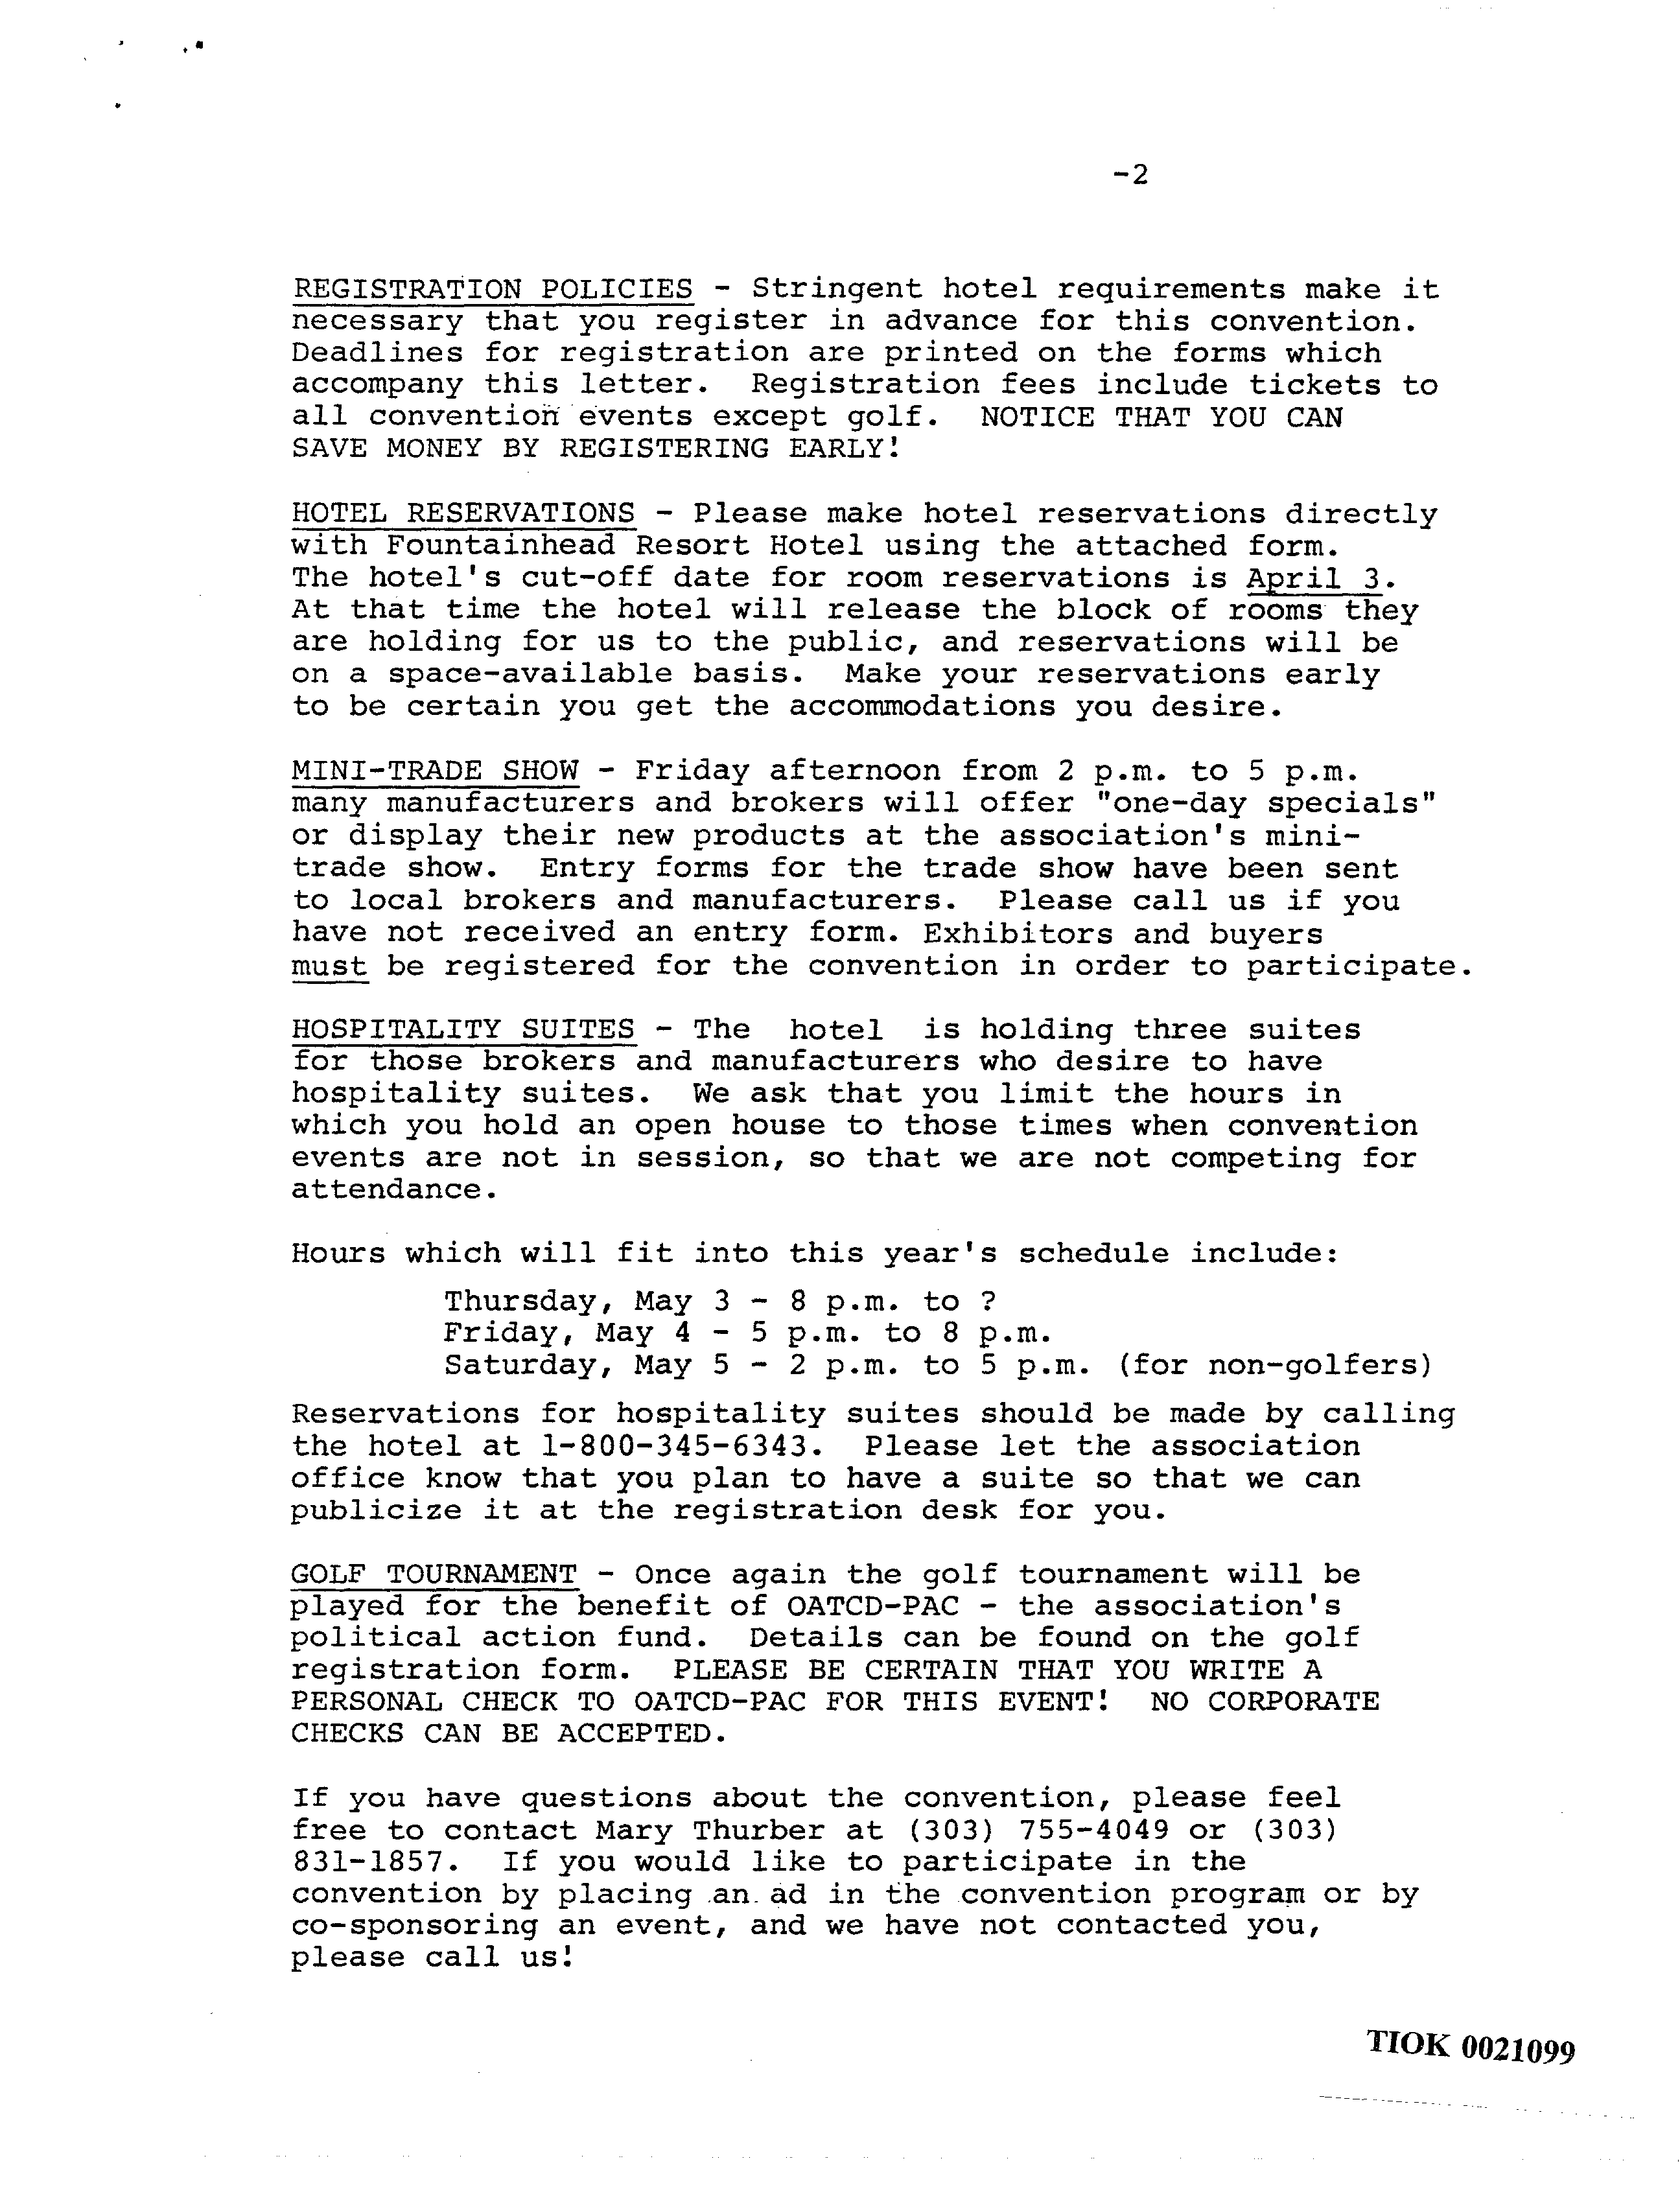 -2
REGISTRATION POLICIES - Stringent hotel requirements make it
necessary that you register in advance for this convention.
Deadlines for registration are printed on the forms which
accompany this letter. Registration fees include tickets to
all convention events except golf. NOTICE THAT YOU CAN
SAVE MONEY BY REGISTERING EARLY!
HOTEL RESERVATIONS - Please make hotel reservations directly
with Fountainhead Resort Hotel using the attached form.
The hotel's cut-off date for room reservations is April 3.
At that time the hotel will release the block of rooms they
are holding for us to the public, and reservations will be
on a space-available basis. Make your reservations early
to be certain you get the accommodations you desire.
MINI-TRADE SHOW - Friday afternoon from 2 p.m. to 5 p.m.
many manufacturers and brokers will offer "one-day specials"
or display their new products at the association's mini-
trade show. Entry forms for the trade show have been sent
to local brokers and manufacturers. Please call us if you
have not received an entry form. Exhibitors and buyers
must be registered for the convention in order to participate.
HOSPITALITY SUITES - The hotel is holding three suites
for those brokers and manufacturers who desire to have
hospitality suites. We ask that you limit the hours in
which you hold an open house to those times when convention
events are not in session, so that we are not competing for
attendance.
Hours which will fit into this year's schedule include:
Thursday, May 3 - 8 p.m. to ?
Friday, May 4 - 5 p.m. to 8 p.m.
Saturday, May 5 - 2 p.m. to 5 p.m. (for non-golfers)
Reservations for hospitality suites should be made by calling
the hotel at 1-800-345-6343. Please let the association
office know that you plan to have a suite so that we can
publicize it at the registration desk for you.
GOLF TOURNAMENT - Once again the golf tournament will be
played for the benefit of OATCD-PAC - the association's
political action fund. Details can be found on the golf
registration form. PLEASE BE CERTAIN THAT YOU WRITE A
PERSONAL CHECK TO OATCD-PAC FOR THIS EVENT! NO CORPORATE
CHECKS CAN BE ACCEPTED.
If you have questions about the convention, please feel
free to contact Mary Thurber at (303) 755-4049 or (303)
831-1857. If you would like to participate in the
convention by placing an ad in the convention program or by
co-sponsoring an event, and we have not contacted you,
please call us!
TIOK 0021099